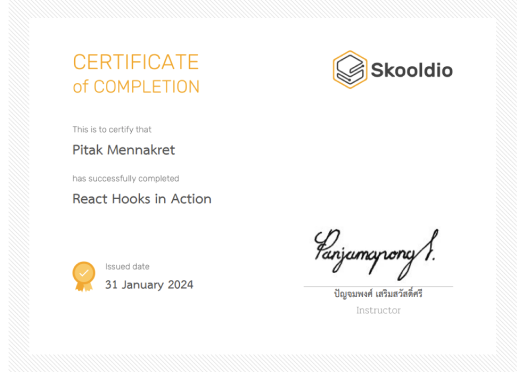 CERTIFICATE
of COMPLETION
Skooldio
This is to certify that
Pitak Mennakret
has successfully completed
React Hooks in Action
Issued date
31 January 2024
Panjamapong S.
ปัญจมพงศ์ เสริมสวัสดิ์ศรี
Instructor